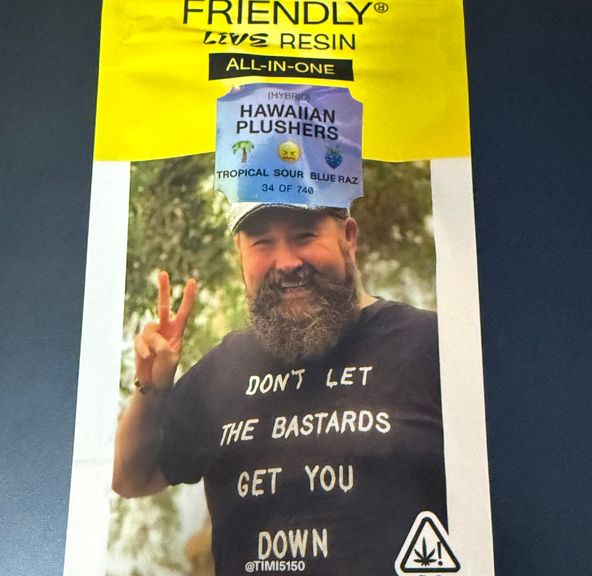 FRIENDLY®
LIVE RESIN
ALL-IN-ONE
(HYBRID)
HAWAIIAN
PLUSHERS
TROPICAL SOUR BLUE RAZ
34 OF 740
DON'T LET
THE BASTARDS
GET YOU
DOWN
@TIMI5150
!